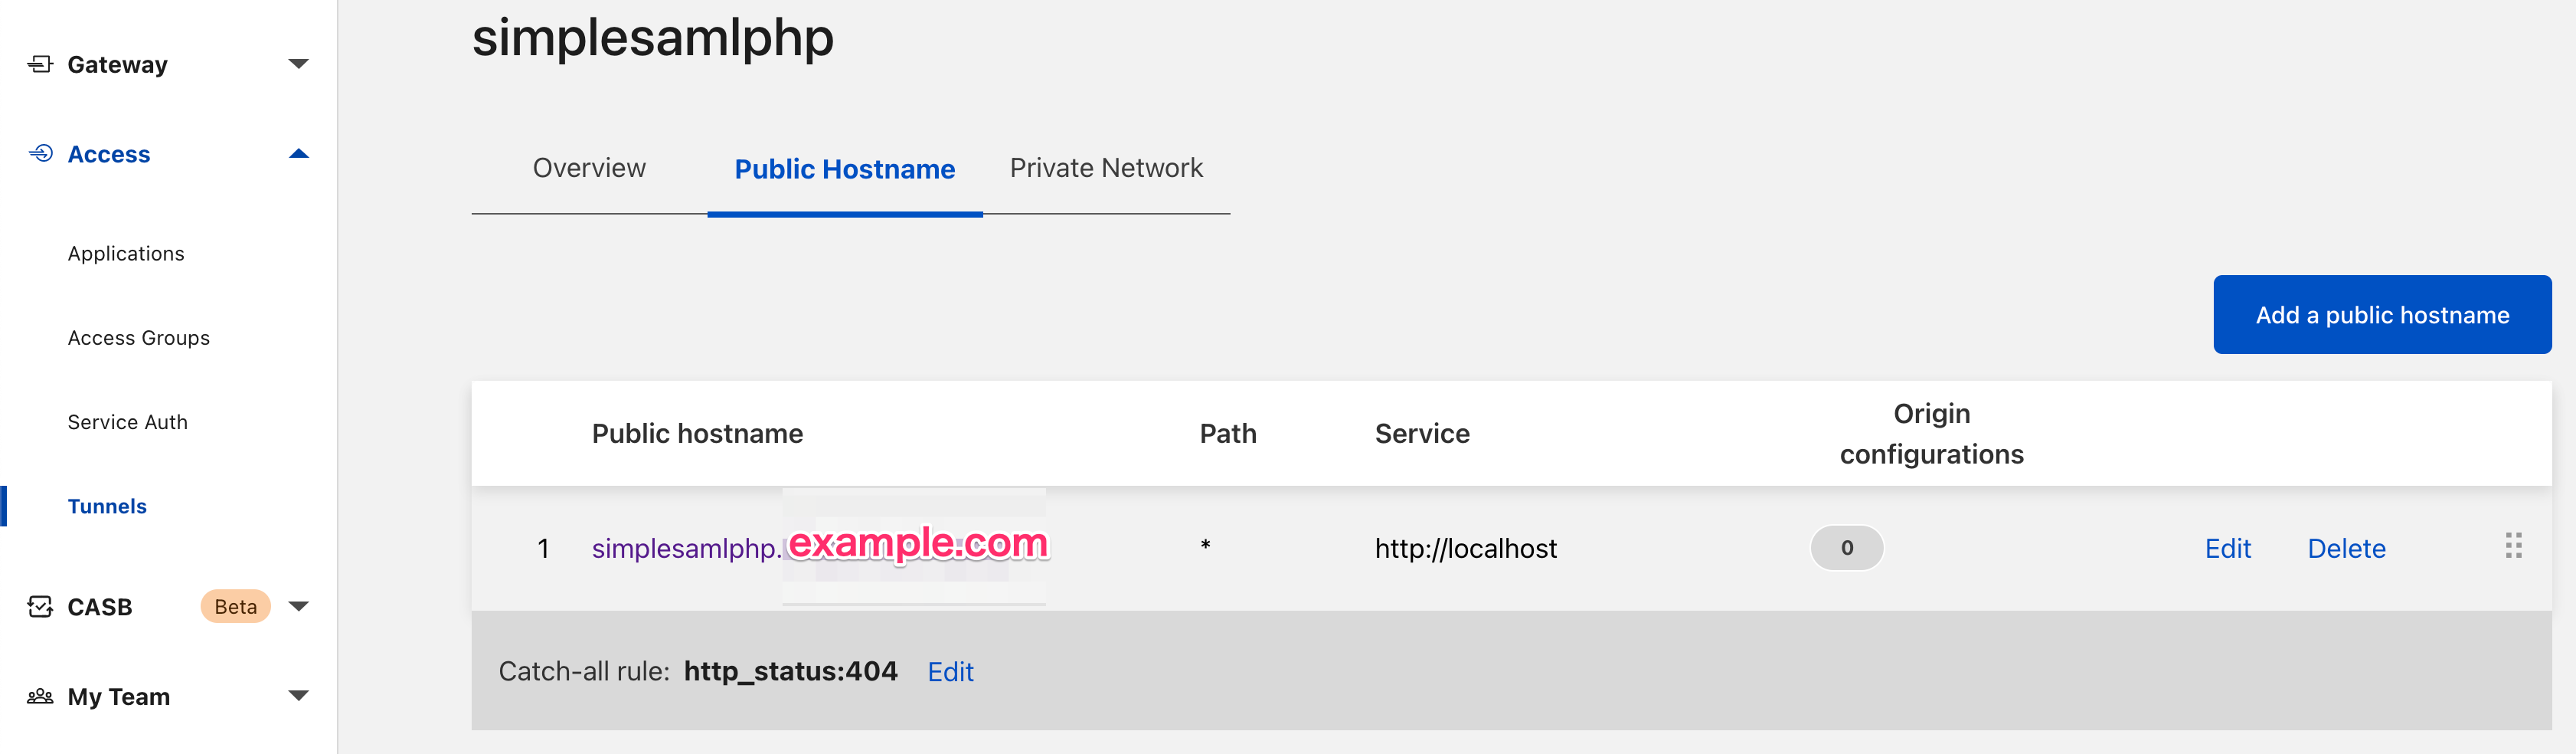 simplesamlphp
Gateway
Access
Applications
Access Groups
Service Auth
Tunnels
CASB Beta
My Team
Overview Public Hostname Private Network
Add a public hostname
Public hostname Path Service Origin configurations
1 simplesamlphp.example.com * http://localhost 0 Edit Delete
Catch-all rule: http_status:404 Edit